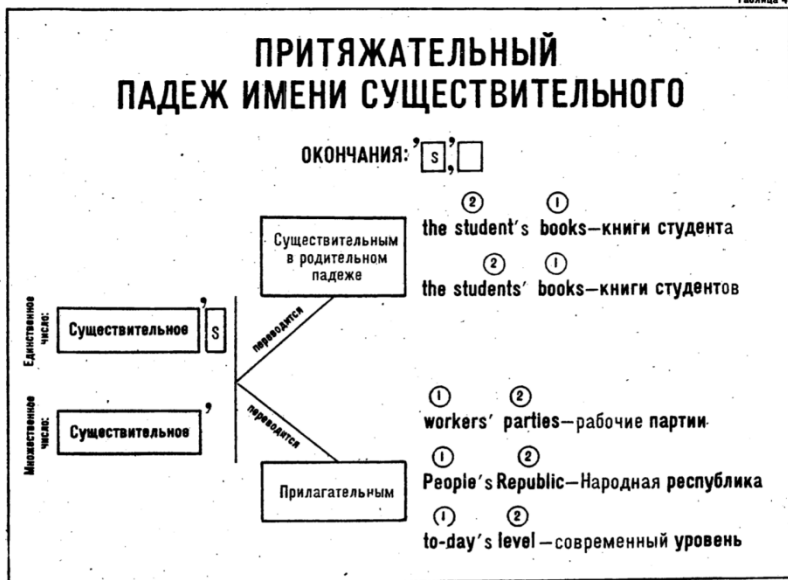 Таблица 4
ПРИТЯЖАТЕЛЬНЫЙ
ПАДЕЖ ИМЕНИ СУЩЕСТВИТЕЛЬНОГО
ОКОНЧАНИЯ: 's, '
Единственное
число:
Существительное 's
Множественное
число:
Существительное '
переводится
Существительным
в родительном
падеже
② ①
the student's books—книги студента
② ①
the students' books—книги студентов
переводится
Прилагательным
① ②
workers' parties—рабочие партии
① ②
People's Republic—Народная республика
① ②
to-day's level—современный уровень